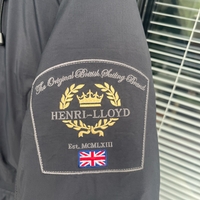 The Original British Sailing Brand
HENRI-LLOYD
Est. MCMLXIII